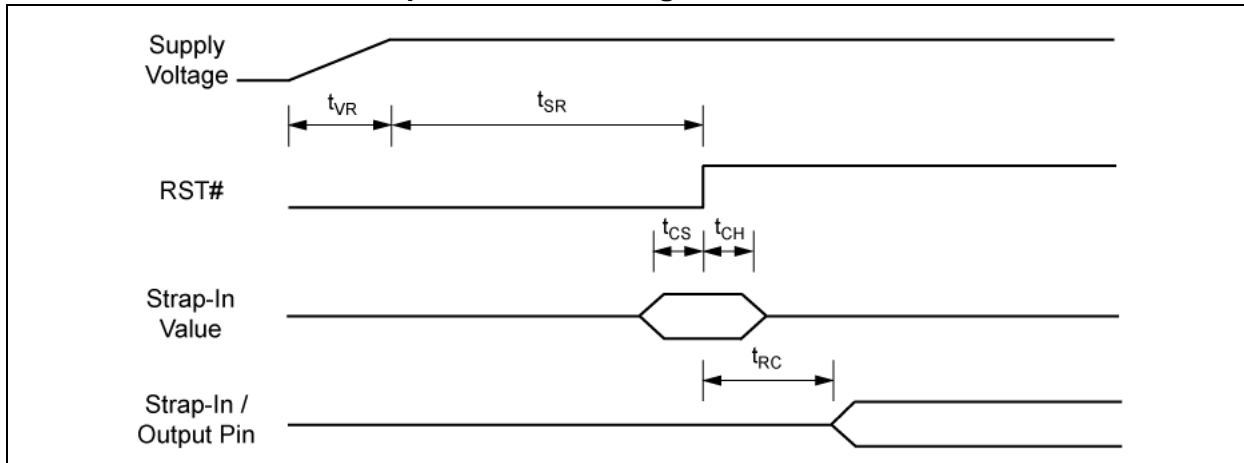 Supply
Voltage
tVR
tSR
RST#
tCS
tCH
Strap-In
Value
tRC
Strap-In /
Output Pin